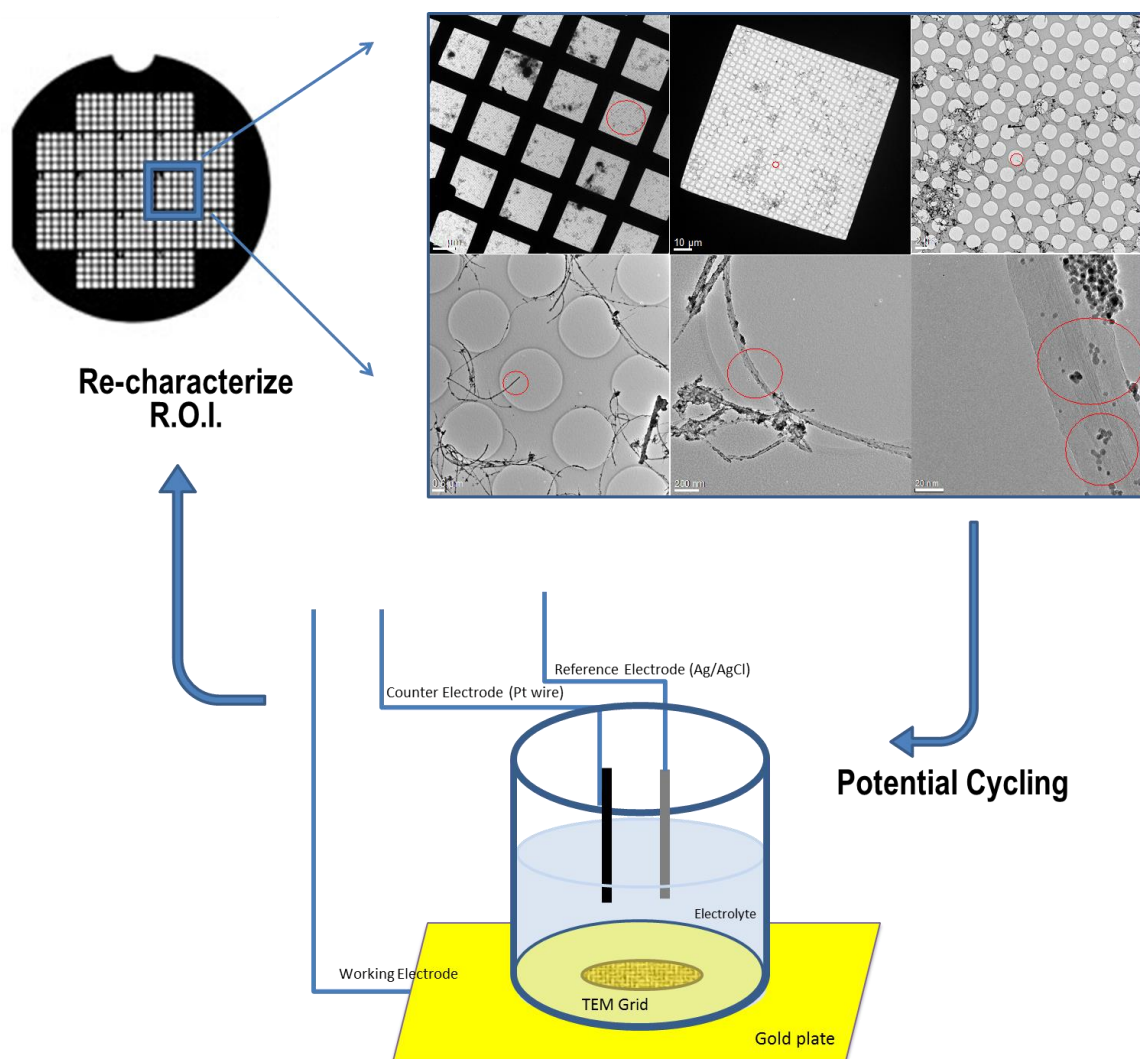 10 µm
200 nm
20 nm
Re-characterize
R.O.I.
Reference Electrode (Ag/AgCl)
Counter Electrode (Pt wire)
Potential Cycling
Electrolyte
Working Electrode
TEM Grid
Gold plate